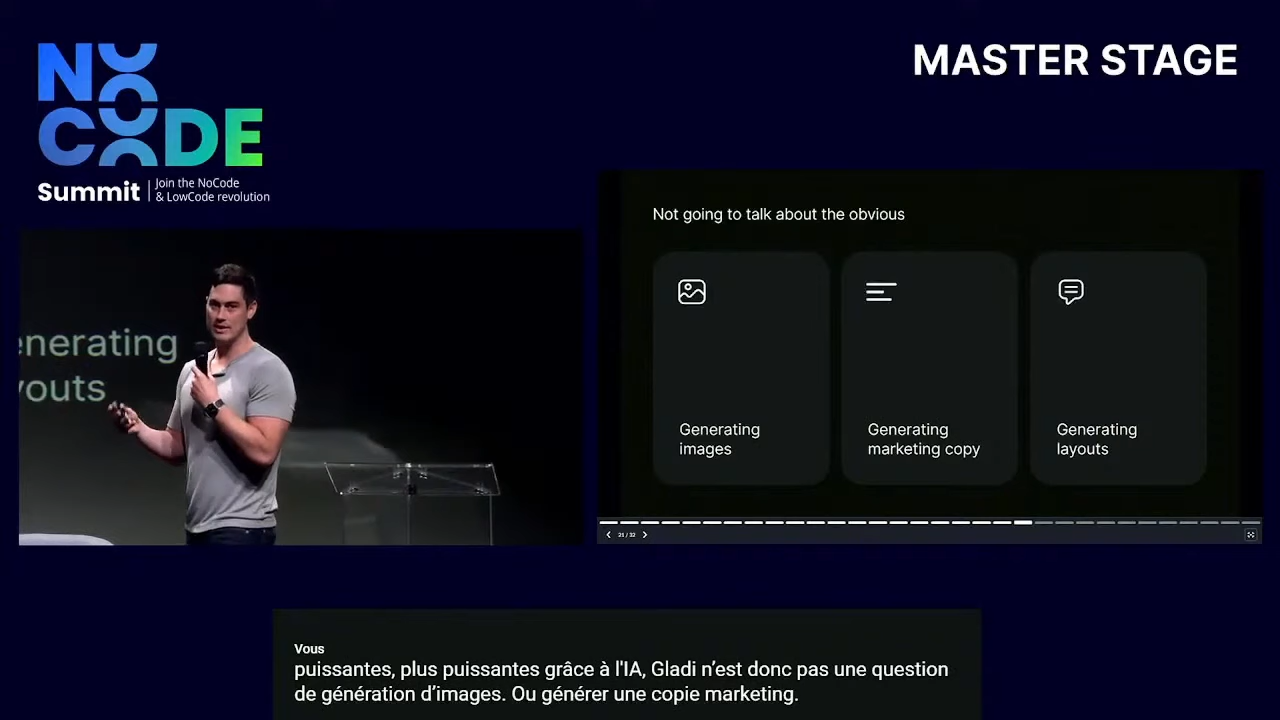 NO
CODE
Summit
Join the NoCode
& LowCode revolution
MASTER STAGE
enerating
youts
Not going to talk about the obvious
Generating
images
Generating
marketing copy
Generating
layouts
21 / 32
Vous
puissantes, plus puissantes grâce à l'IA, Gladi n’est donc pas une question
de génération d’images. Ou générer une copie marketing.